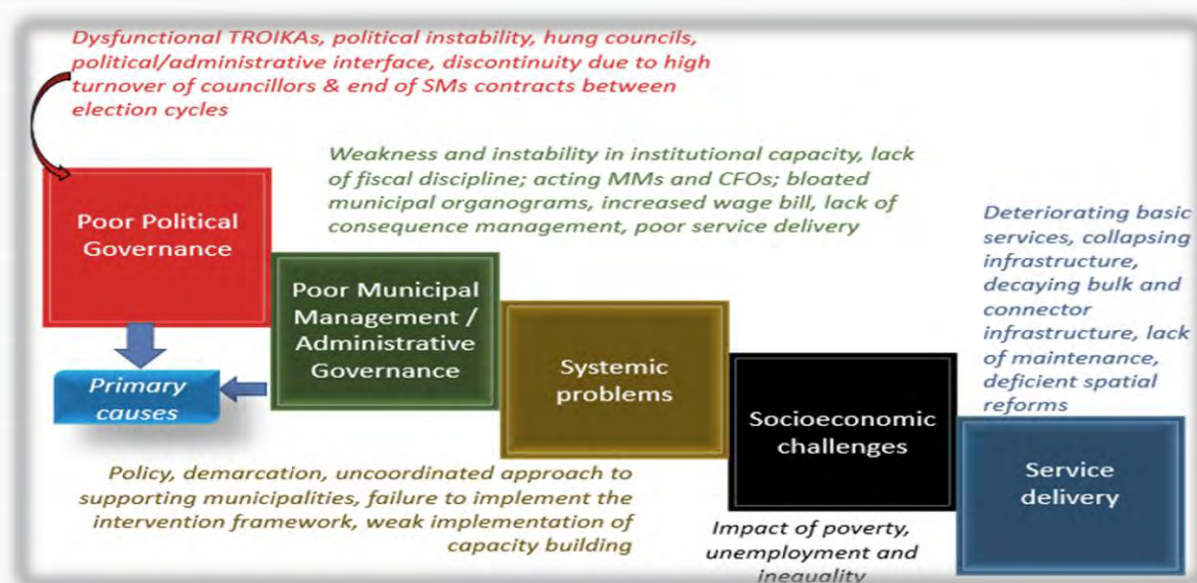 Dysfunctional TROIKAs, political instability, hung councils,
political/administrative interface, discontinuity due to high
turnover of councillors & end of SMs contracts between
election cycles
Weakness and instability in institutional capacity, lack
of fiscal discipline; acting MMs and CFOs; bloated
municipal organograms, increased wage bill, lack of
consequence management, poor service delivery
Deteriorating basic
services, collapsing
infrastructure,
decaying bulk and
connector
infrastructure, lack
of maintenance,
deficient spatial
reforms
Poor Political
Governance
Poor Municipal
Management /
Administrative
Governance
Primary
causes
Systemic
problems
Socioeconomic
challenges
Service
delivery
Policy, demarcation, uncoordinated approach to
supporting municipalities, failure to implement the
intervention framework, weak implementation of
capacity building
Impact of poverty,
unemployment and
inequality